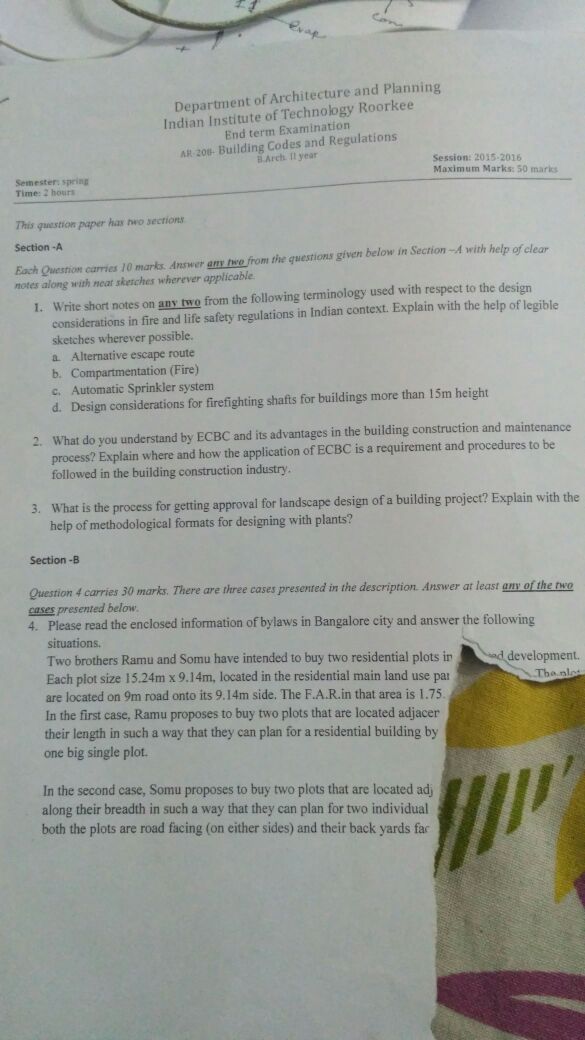 evap
com
Department of Architecture and Planning
Indian Institute of Technology Roorkee
End term Examination
AR-208- Building Codes and Regulations
B.Arch. II year
Semester: spring
Session: 2015-2016
Time: 2 hours
Maximum Marks: 50 marks
This question paper has two sections.
Section -A
Each Question carries 10 marks. Answer any two from the questions given below in Section –A with help of clear
notes along with neat sketches wherever applicable.
1. Write short notes on any two from the following terminology used with respect to the design
considerations in fire and life safety regulations in Indian context. Explain with the help of legible
sketches wherever possible.
a. Alternative escape route
b. Compartmentation (Fire)
c. Automatic Sprinkler system
d. Design considerations for firefighting shafts for buildings more than 15m height
2. What do you understand by ECBC and its advantages in the building construction and maintenance
process? Explain where and how the application of ECBC is a requirement and procedures to be
followed in the building construction industry.
3. What is the process for getting approval for landscape design of a building project? Explain with the
help of methodological formats for designing with plants?
Section -B
Question 4 carries 30 marks. There are three cases presented in the description. Answer at least any of the two
cases presented below.
4. Please read the enclosed information of bylaws in Bangalore city and answer the following
situations.
Two brothers Ramu and Somu have intended to buy two residential plots in development.
Each plot size 15.24m x 9.14m, located in the residential main land use The
are located on 9m road onto its 9.14m side. The F.A.R.in that area is 1.75.
In the first case, Ramu proposes to buy two plots that are located
their length in such a way that they can plan for a residential building by
one big single plot.
In the second case, Somu proposes to buy two plots that are located
along their breadth in such a way that they can plan for two individual
both the plots are road facing (on either sides) and their back yards